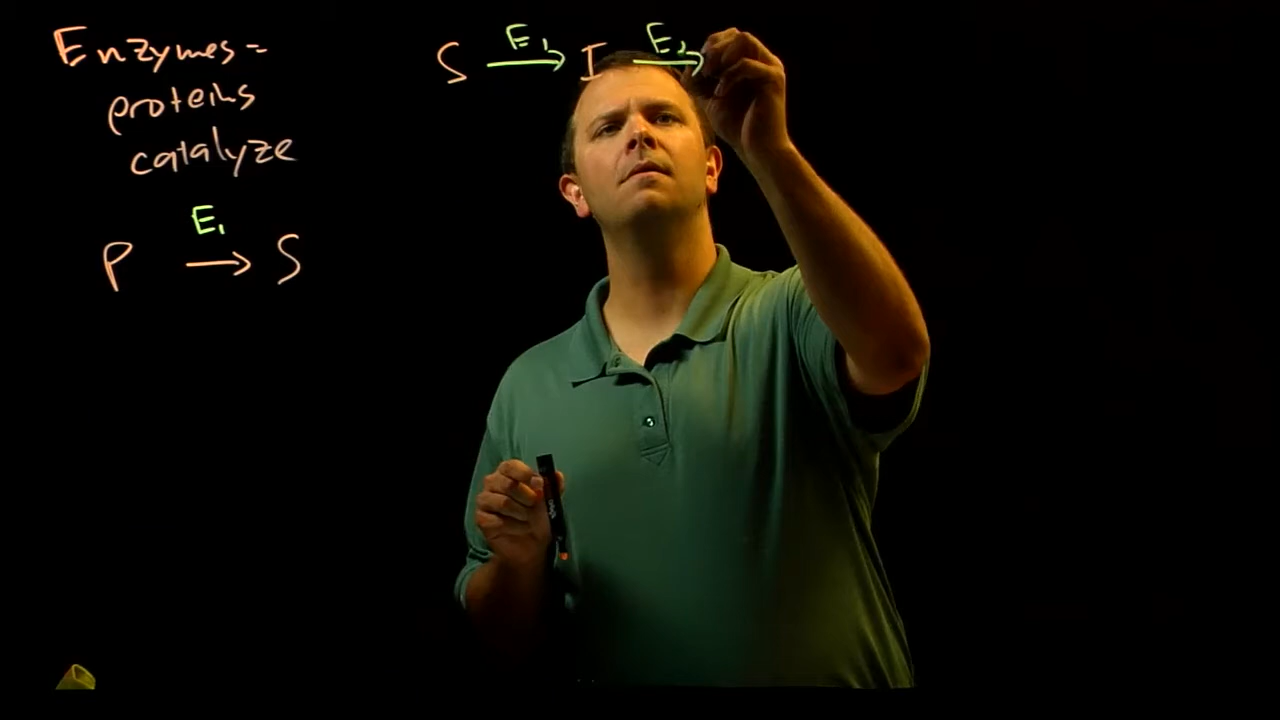 Enzymes =
proteins
catalyze
E₁
P → S
E₁ E₂
S → I →